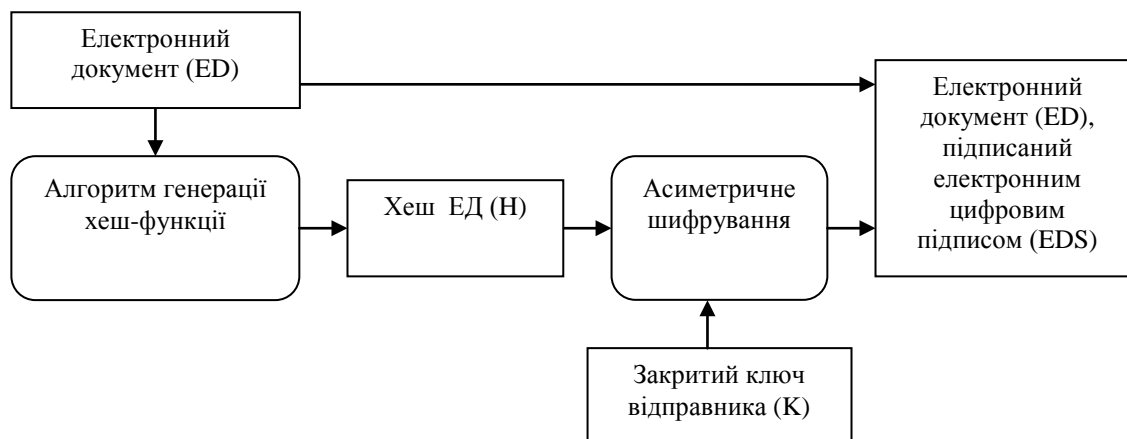 Електронний
документ (ED)
Алгоритм генерації
хеш-функції
Хеш ЕД (Н)
Асиметричне
шифрування
Електронний
документ (ED),
підписаний
електронним
цифровим
підписом (EDS)
Закритий ключ
відправника (К)